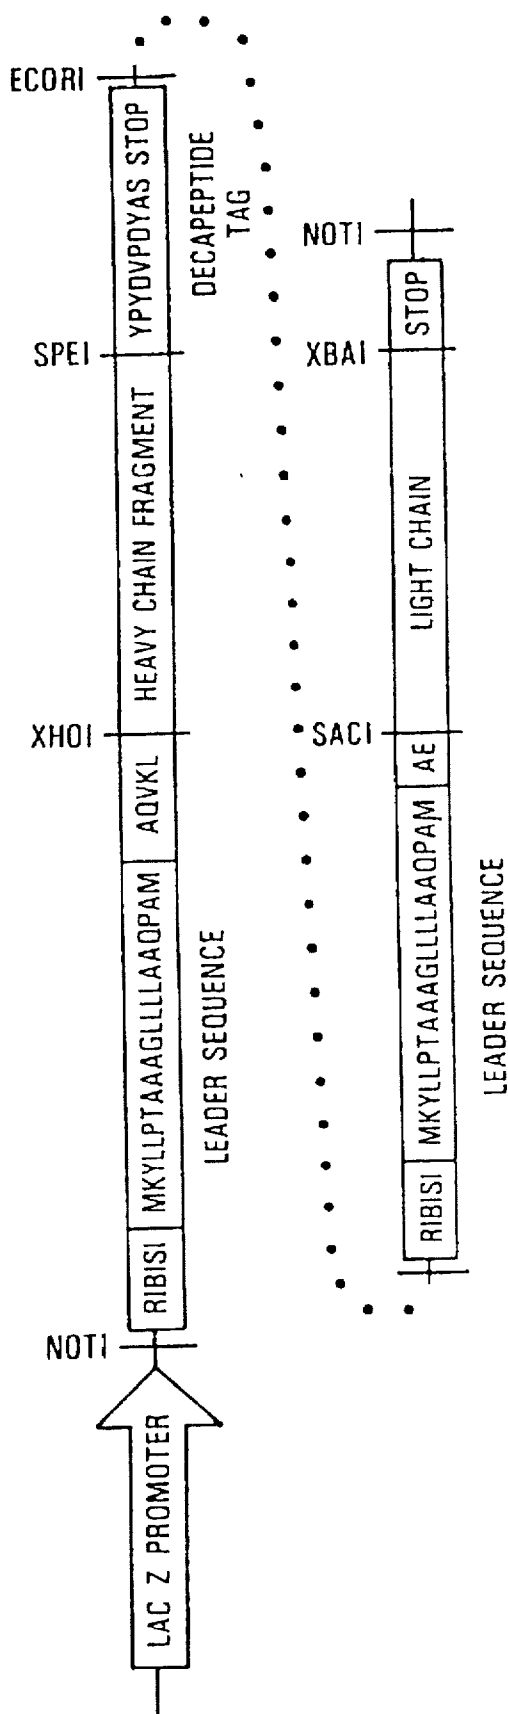 ECORI
YPYDVPDYAS STOP
DECAPEPTIDE
TAG
SPEI
HEAVY CHAIN FRAGMENT
XHOI
AQVKL
MKYLLPTAAAGLLLLAAQPAM
LEADER SEQUENCE
RIBISI
NOTI
LAC Z PROMOTER
NOTI
STOP
XBAI
LIGHT CHAIN
SACI
AE
MKYLLPTAAAGLLLLAAQPAM
LEADER SEQUENCE
RIBISI